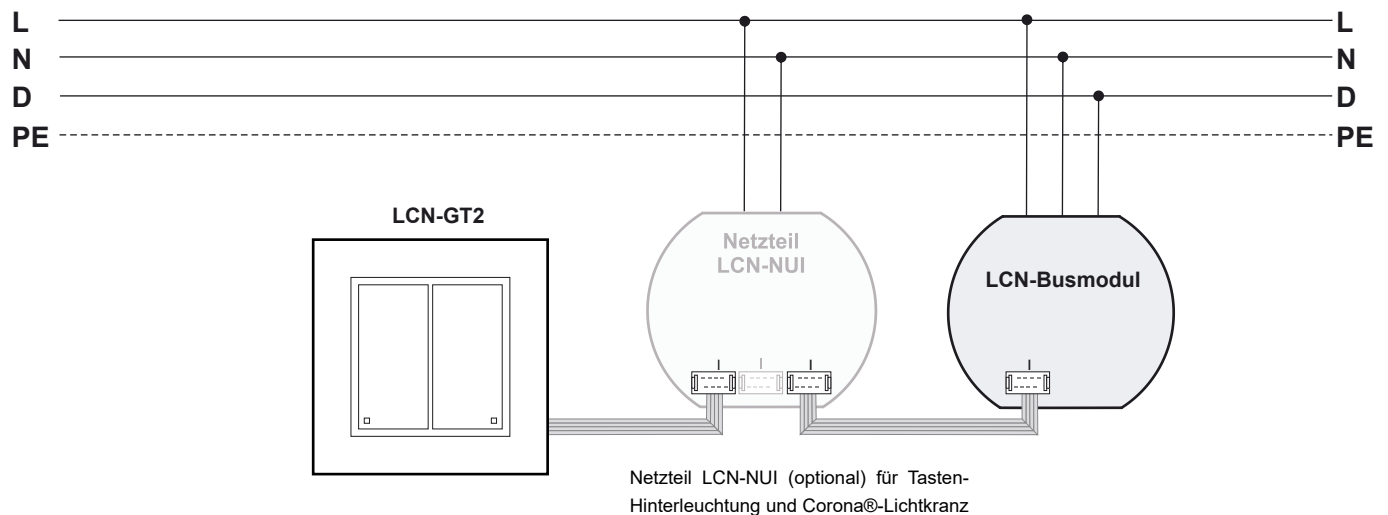 L L
N N
D D
PE PE
LCN-GT2
Netzteil
LCN-NUI
LCN-Busmodul
I I I I
Netzteil LCN-NUI (optional) für Tasten-
Hinterleuchtung und Corona®-Lichtkranz